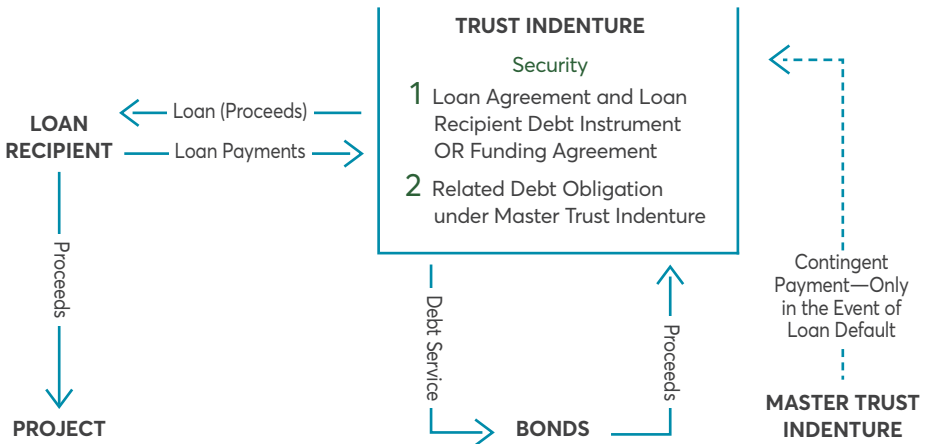 TRUST INDENTURE
Security
1 Loan Agreement and Loan
Recipient Debt Instrument
OR Funding Agreement
2 Related Debt Obligation
under Master Trust Indenture
Loan (Proceeds)
LOAN
RECIPIENT
Loan Payments
Proceeds
PROJECT
Debt Service
BONDS
Proceeds
Contingent
Payment—Only
in the Event of
Loan Default
MASTER TRUST
INDENTURE